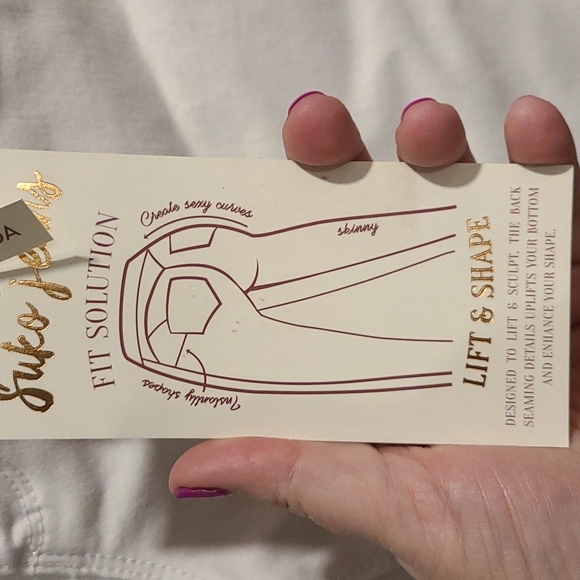 Suko jeans
FIT SOLUTION
Create sexy curves
skinny
Instantly shapes
LIFT & SHAPE
DESIGNED TO LIFT & SCULPT, THE BACK
SEAMING DETAILS UPLIFTS YOUR BOTTOM
AND ENHANCE YOUR SHAPE.